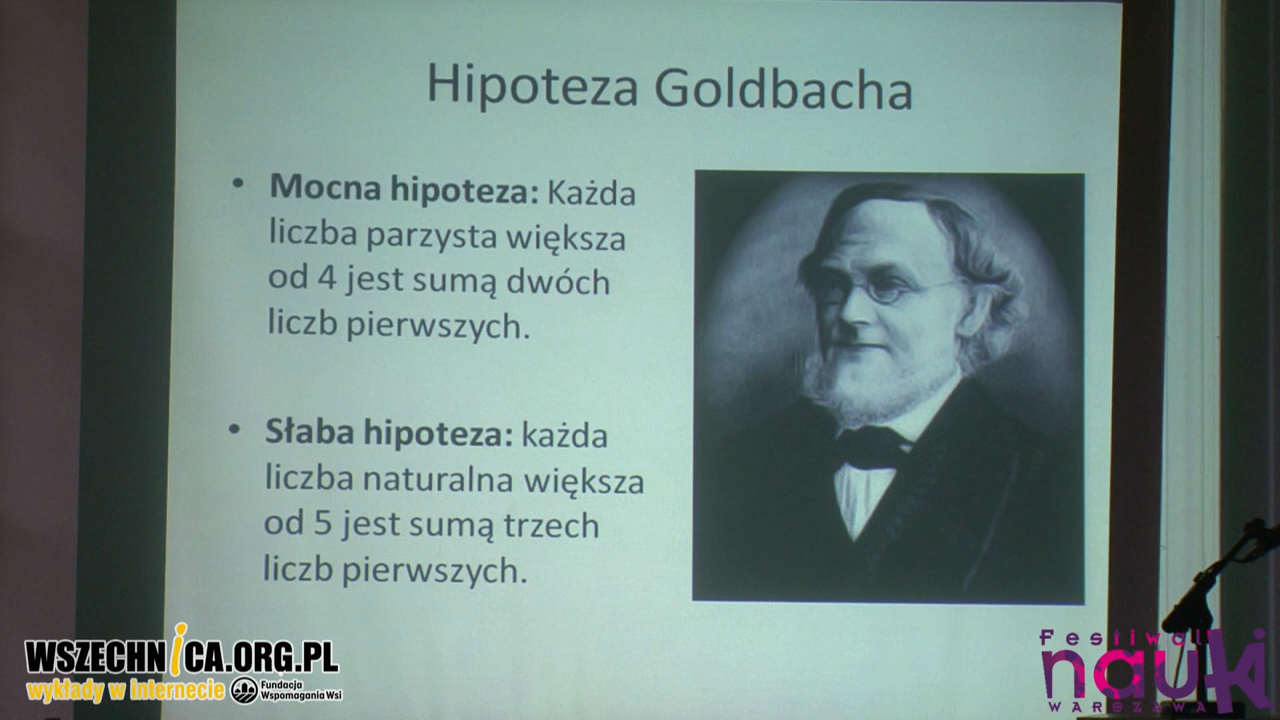 Hipoteza Goldbacha
• Mocna hipoteza: Każda
liczba parzysta większa
od 4 jest sumą dwóch
liczb pierwszych.
• Słaba hipoteza: każda
liczba naturalna większa
od 5 jest sumą trzech
liczb pierwszych.
WSZECHNiCA.ORG.PL
wykłady w internecie
Fundacja
Wspomagania Wsi
Festiwal
nauki
WARSZAWA